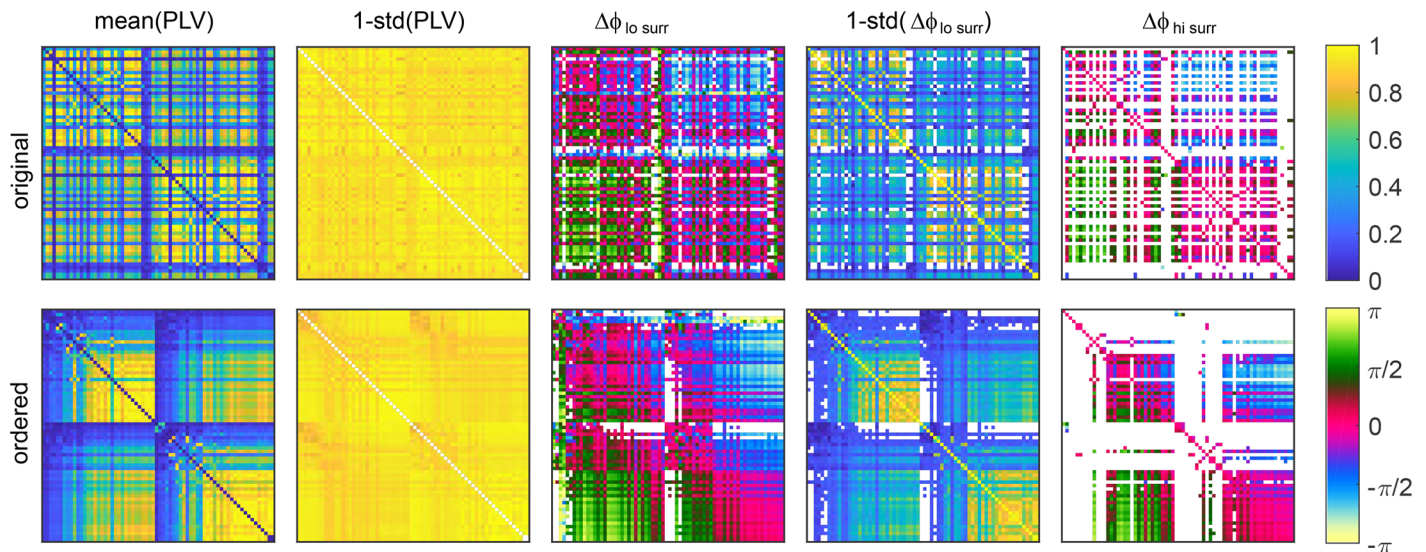 mean(PLV) 1-std(PLV) Δϕ lo surr 1-std( Δϕ lo surr) Δϕ hi surr
original
1
0.8
0.6
0.4
0.2
0
ordered
π
π/2
0
-π/2
-π